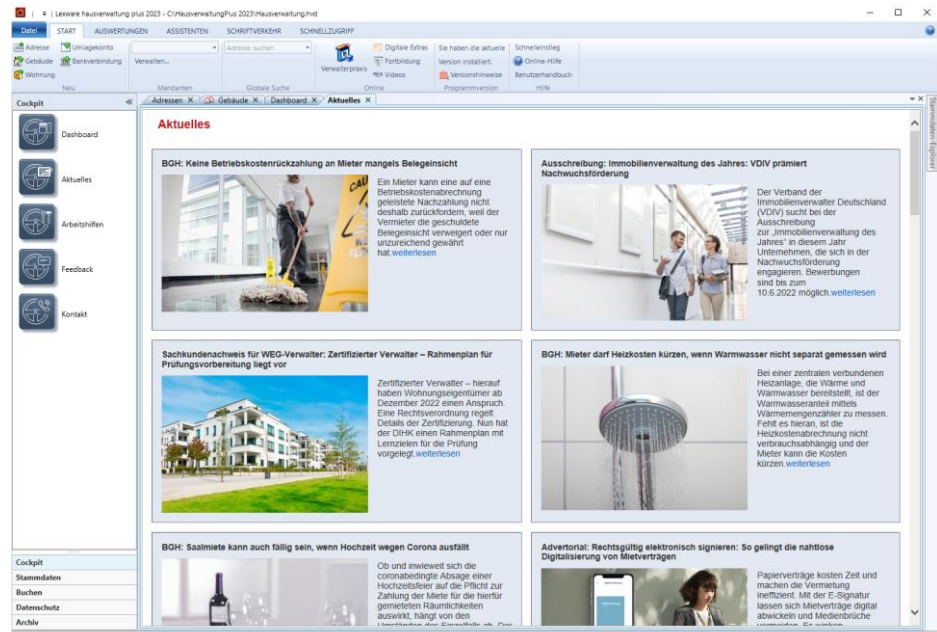 Lexware hausverwaltung plus 2023 - C:\HausverwaltungPlus 2023\Hausverwaltung.hvd
Datei START AUSWERTUNGEN ASSISTENTEN SCHRIFTVERKEHR SCHNELLZUGRIFF
Adresse Umlagekonto Adresse suchen Digitale Extras Sie haben die aktuelle Schnelleinstieg
Gebäude Bankverbindung Verwalten... Verwalterpraxis Fortbildung Version installiert. Online-Hilfe
Wohnung Videos Versionshinweise Benutzerhandbuch
Neu Mandanten Globale Suche Online Programmversion Hilfe
Cockpit Adressen Gebäude Dashboard Aktuelles
Stammdaten-Explorer
Dashboard
Aktuelles
Arbeitshilfen
Feedback
Kontakt
Cockpit
Stammdaten
Buchen
Datenschutz
Archiv
Aktuelles
BGH: Keine Betriebskostenrückzahlung an Mieter mangels Belegeinsicht
Ein Mieter kann eine auf eine
Betriebskostenabrechnung
geleistete Nachzahlung nicht
deshalb zurückfordern, weil der
Vermieter die geschuldete
Belegeinsicht verweigert oder nur
unzureichend gewährt
hat.weiterlesen
Ausschreibung: Immobilienverwaltung des Jahres: VDIV prämiert
Nachwuchsförderung
Der Verband der
Immobilienverwalter Deutschland
(VDIV) sucht bei der
Ausschreibung
zur „Immobilienverwaltung des
Jahres" in diesem Jahr
Unternehmen, die sich in der
Nachwuchsförderung
engagieren. Bewerbungen
sind bis zum
10.6.2022 möglich.weiterlesen
Sachkundenachweis für WEG-Verwalter: Zertifizierter Verwalter – Rahmenplan für
Prüfungsvorbereitung liegt vor
Zertifizierter Verwalter – hierauf
haben Wohnungseigentümer ab
Dezember 2022 einen Anspruch.
Eine Rechtsverordnung regelt
Details der Zertifizierung. Nun hat
der DIHK einen Rahmenplan mit
Lernzielen für die Prüfung
vorgelegt.weiterlesen
BGH: Mieter darf Heizkosten kürzen, wenn Warmwasser nicht separat gemessen wird
Bei einer zentralen verbundenen
Heizanlage, die Wärme und
Warmwasser bereitstellt, ist der
Warmwasseranteil mittels
Wärmemengenzähler zu messen.
Fehlt es hieran, ist die
Heizkostenabrechnung nicht
verbrauchsabhängig und der
Mieter kann die Kosten
kürzen.weiterlesen
BGH: Saalmiete kann auch fällig sein, wenn Hochzeit wegen Corona ausfällt
Ob und inwieweit sich die
coronabedingte Absage einer
Hochzeitsfeier auf die Pflicht zur
Zahlung der Miete für die hierfür
gemieteten Räumlichkeiten
auswirkt, hängt von den
Umständen des Einzelfalls ab. Der
Advertorial: Rechtsgültig elektronisch signieren: So gelingt die nahtlose
Digitalisierung von Mietverträgen
Papierverträge kosten Zeit und
machen die Vermietung
ineffizient. Mit der E-Signatur
lassen sich Mietverträge digital
abwickeln und Medienbrüche
vermeiden. Es winken